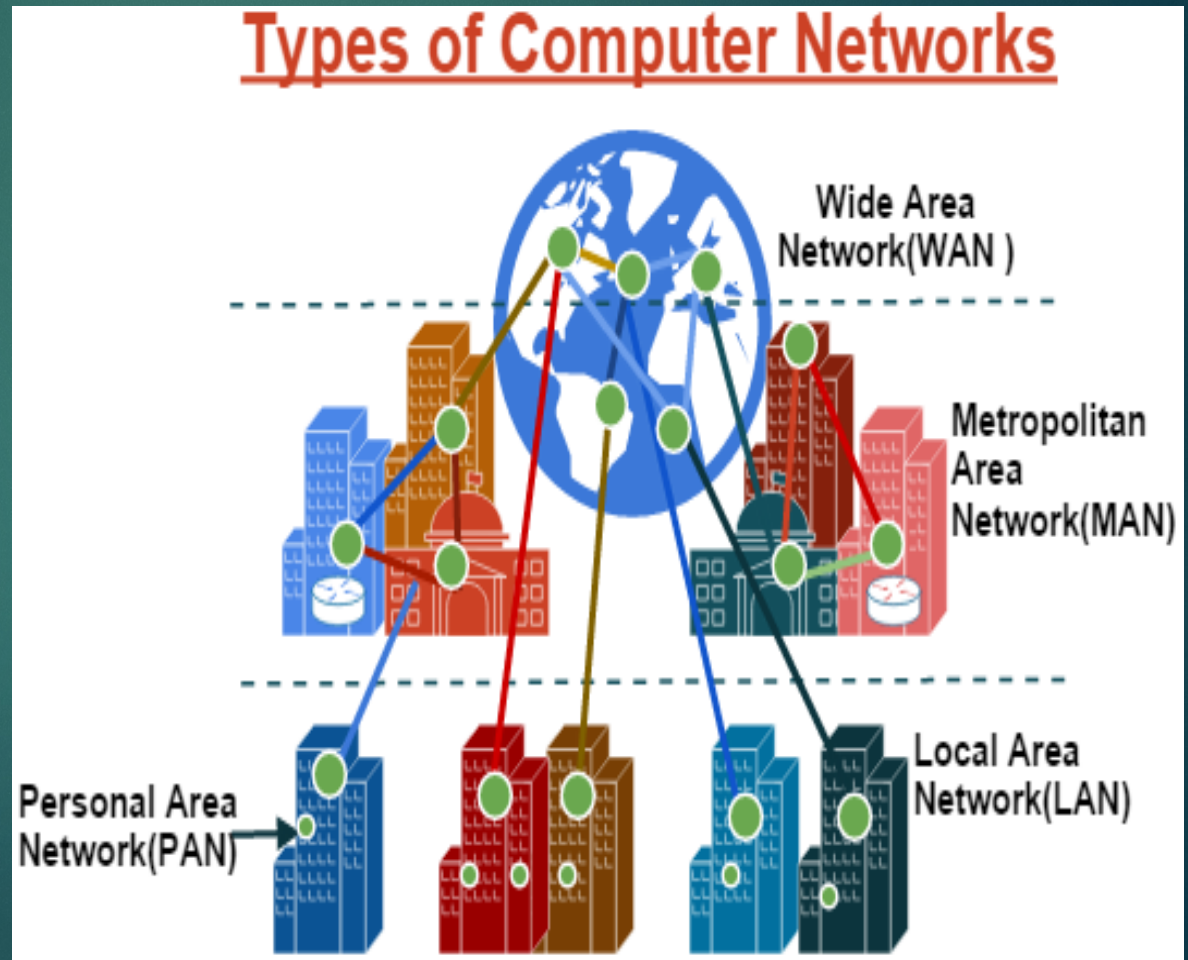 Types of Computer Networks
Wide Area
Network(WAN )
Metropolitan
Area
Network(MAN)
Local Area
Network(LAN)
Personal Area
Network(PAN)